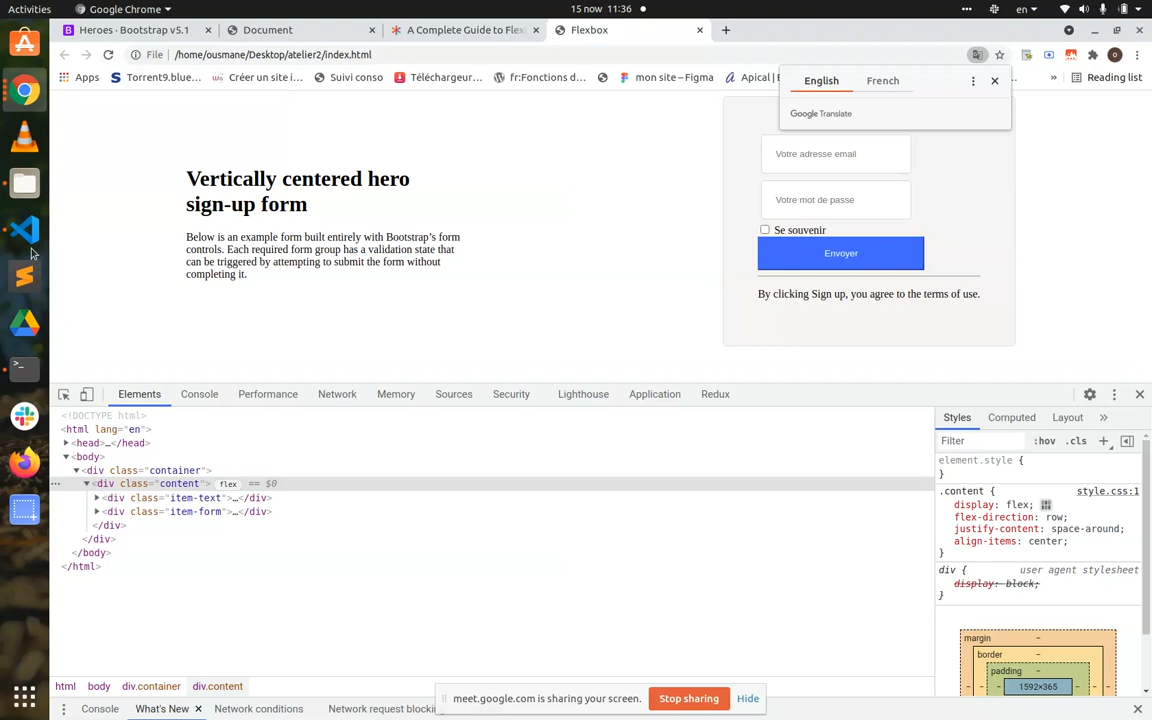 Activities
Google Chrome
15 nov 11:36
en
Heroes · Bootstrap v5.1
Document
A Complete Guide to Flex
Flexbox
File
/home/ousmane/Desktop/atelier2/index.html
Apps
Torrent9.blue...
Créer un site i...
Suivi conso
Téléchargeur...
fr:Fonctions d...
mon site – Figma
Apical | B
»
Reading list
English
French
Google Translate
Vertically centered hero
sign-up form
Below is an example form built entirely with Bootstrap’s form
controls. Each required form group has a validation state that
can be triggered by attempting to submit the form without
completing it.
Votre adresse email
Votre mot de passe
Se souvenir
Envoyer
By clicking Sign up, you agree to the terms of use.
Elements
Console
Performance
Network
Memory
Sources
Security
Lighthouse
Application
Redux
<!DOCTYPE html>
<html lang="en">
<head>…</head>
<body>
<div class="container">
<div class="content"> flex == $0
<div class="item-text">…</div>
<div class="item-form">…</div>
</div>
</div>
</body>
</html>
Styles
Computed
Layout
»
Filter
:hov
.cls
+
element.style {
}
.content {
style.css:1
display: flex;
flex-direction: row;
justify-content: space-around;
align-items: center;
}
div {
user agent stylesheet
display: block;
}
margin
-
border
-
padding
-
1592×365
html
body
div.container
div.content
meet.google.com is sharing your screen.
Stop sharing
Hide
Console
What's New
Network conditions
Network request blockin